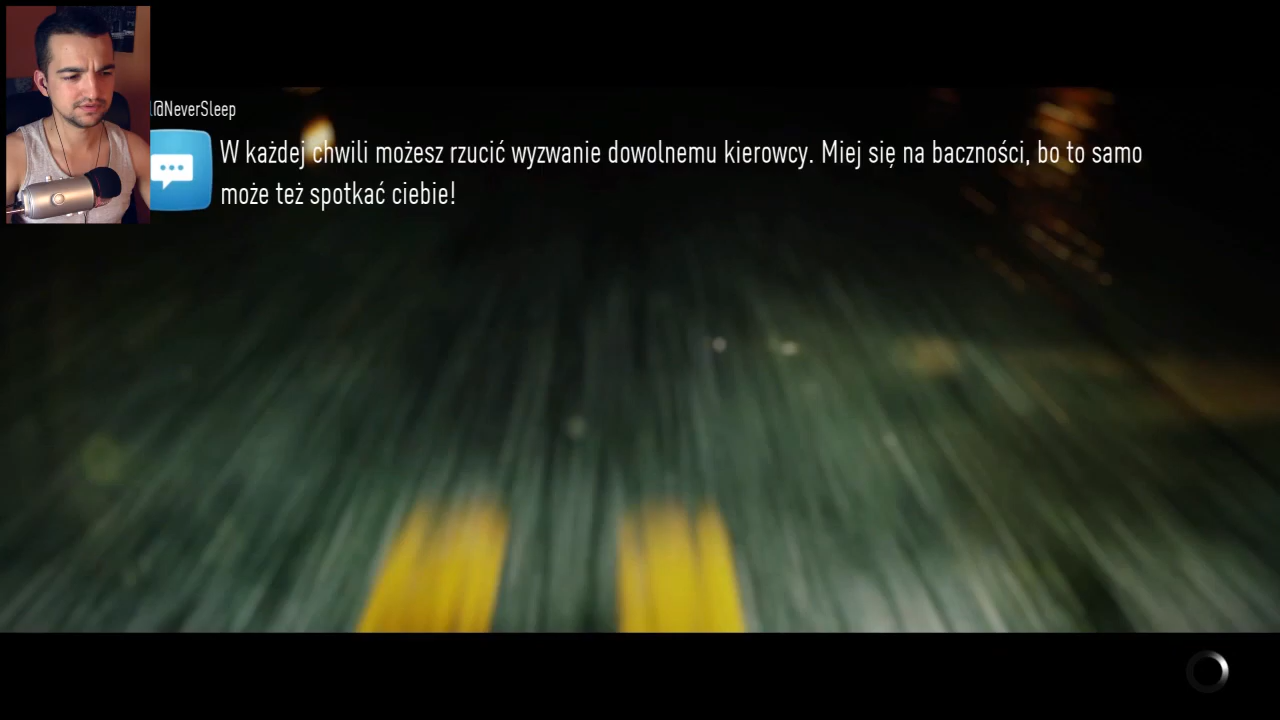 l@NeverSleep
W każdej chwili możesz rzucić wyzwanie dowolnemu kierowcy. Miej się na baczności, bo to samo
może też spotkać ciebie!